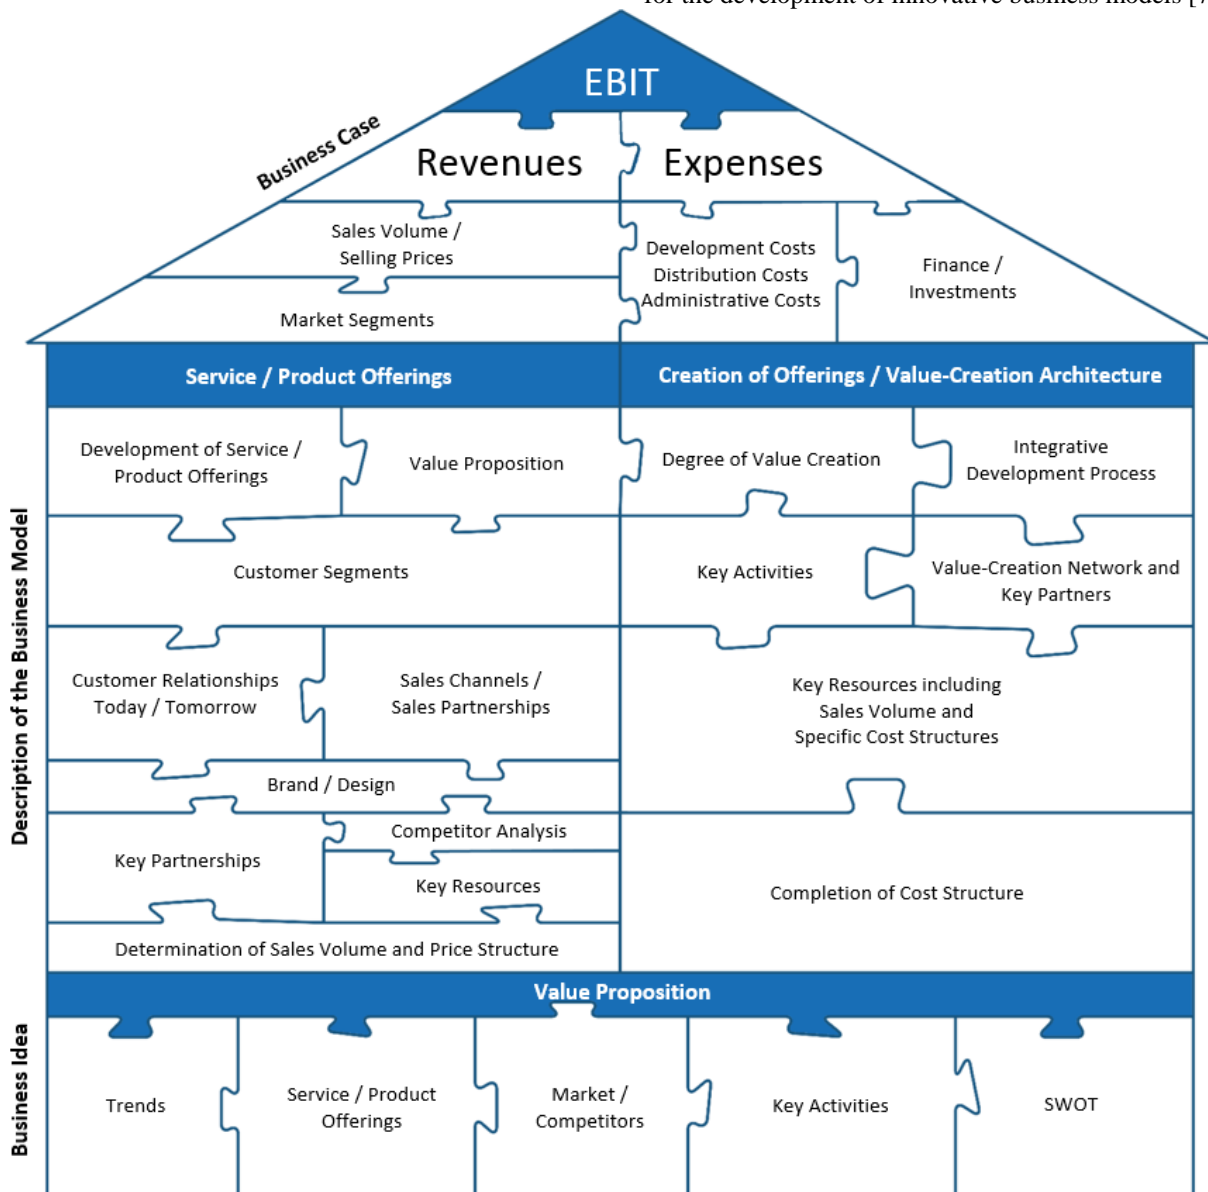 for the development of innovative business models [7
EBIT
Business Case
Revenues
Expenses
Sales Volume /
Selling Prices
Development Costs
Distribution Costs
Administrative Costs
Finance /
Investments
Market Segments
Service / Product Offerings
Creation of Offerings / Value-Creation Architecture
Description of the Business Model
Development of Service /
Product Offerings
Value Proposition
Degree of Value Creation
Integrative
Development Process
Customer Segments
Key Activities
Value-Creation Network and
Key Partners
Customer Relationships
Today / Tomorrow
Sales Channels /
Sales Partnerships
Key Resources including
Sales Volume and
Specific Cost Structures
Brand / Design
Key Partnerships
Competitor Analysis
Key Resources
Completion of Cost Structure
Determination of Sales Volume and Price Structure
Value Proposition
Business Idea
Trends
Service / Product
Offerings
Market /
Competitors
Key Activities
SWOT